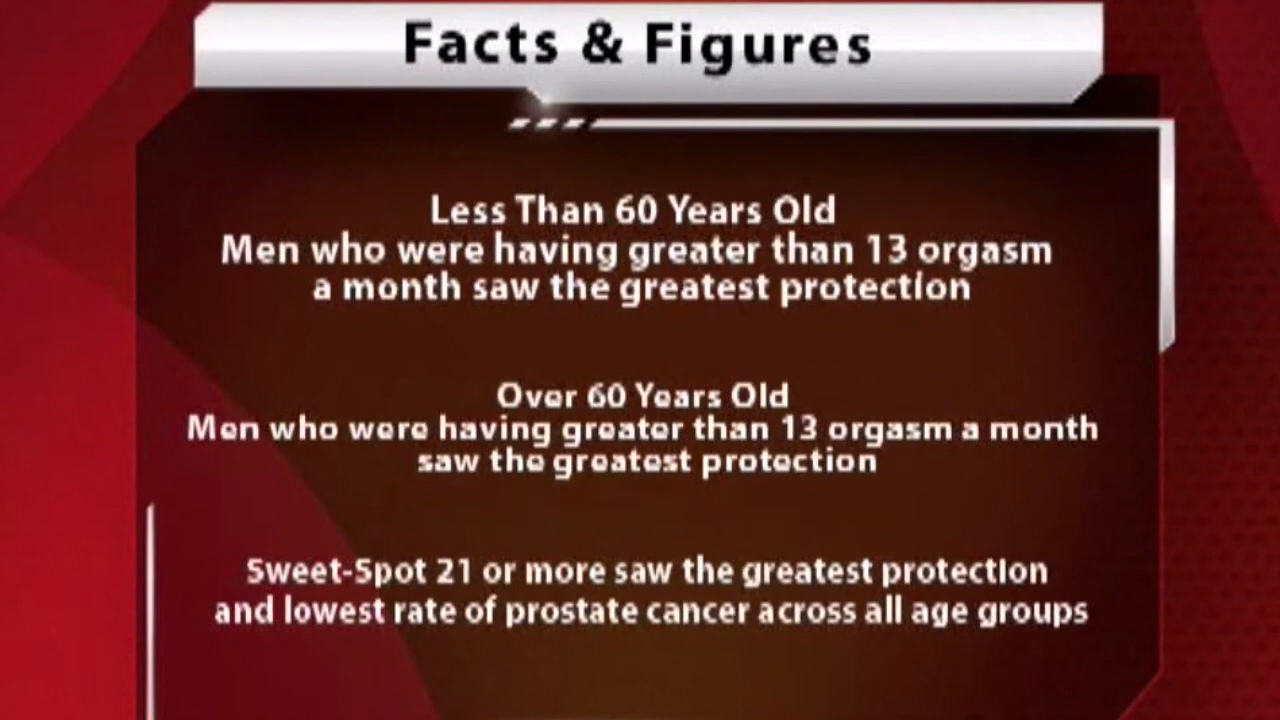 Facts & Figures
Less Than 60 Years Old
Men who were having greater than 13 orgasm
a month saw the greatest protection
Over 60 Years Old
Men who were having greater than 13 orgasm a month
saw the greatest protection
Sweet-Spot 21 or more saw the greatest protection
and lowest rate of prostate cancer across all age groups